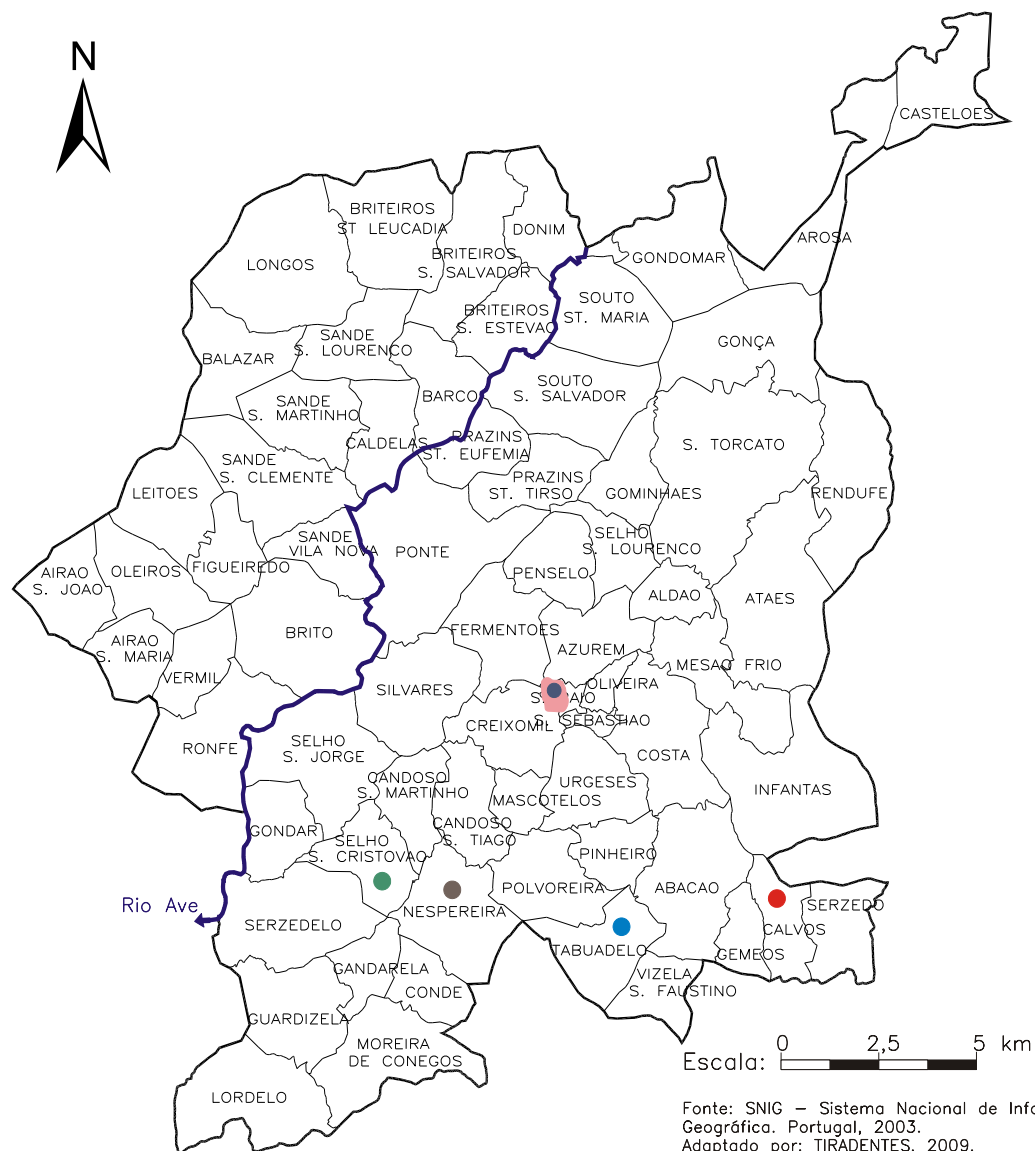 N
CASTELOES
BRITEIROS
ST LEUCADIA
DONIM
AROSA
BRITEIROS
S. SALVADOR
GONDOMAR
LONGOS
SOUTO
ST. MARIA
BRITEIROS
S. ESTEVAO
SANDE
S. LOURENCO
GONÇA
BALAZAR
SOUTO
S. SALVADOR
BARCO
SANDE
S. MARTINHO
CALDELAS
PRAZINS
ST. EUFEMIA
S. TORCATO
SANDE
S. CLEMENTE
PRAZINS
ST. TIRSO
LEITOES
GOMINHAES
RENDUFE
SANDE
VILA NOVA
PONTE
SELHO
S. LOURENCO
AIRAO
S. JOAO
OLEIROS
FIGUEIREDO
PENSELO
ALDAO
ATAES
BRITO
FERMENTOES
AIRAO
S. MARIA
AZUREM
MESAO FRIO
VERMIL
SILVARES
OLIVEIRA
S. PAIO
S. SEBASTIAO
CREIXOMIL
RONFE
SELHO
S. JORGE
COSTA
CANDOSO
S. MARTINHO
URGESES
MASCOTELOS
INFANTAS
GONDAR
CANDOSO
S. TIAGO
SELHO
S. CRISTOVAO
PINHEIRO
POLVOREIRA
ABACAO
Rio Ave
NESPEREIRA
SERZEDO
SERZEDELO
CALVOS
TABUADELO
GEMEOS
GANDARELA
VIZELA
S. FAUSTINO
CONDE
GUARDIZELA
MOREIRA
DE CONEGOS
LORDELO
0 2,5 5 km
Escala:
Fonte: SNIG – Sistema Nacional de Info
Geográfica. Portugal, 2003.
Adaptado por: TIRADENTES, 2009.